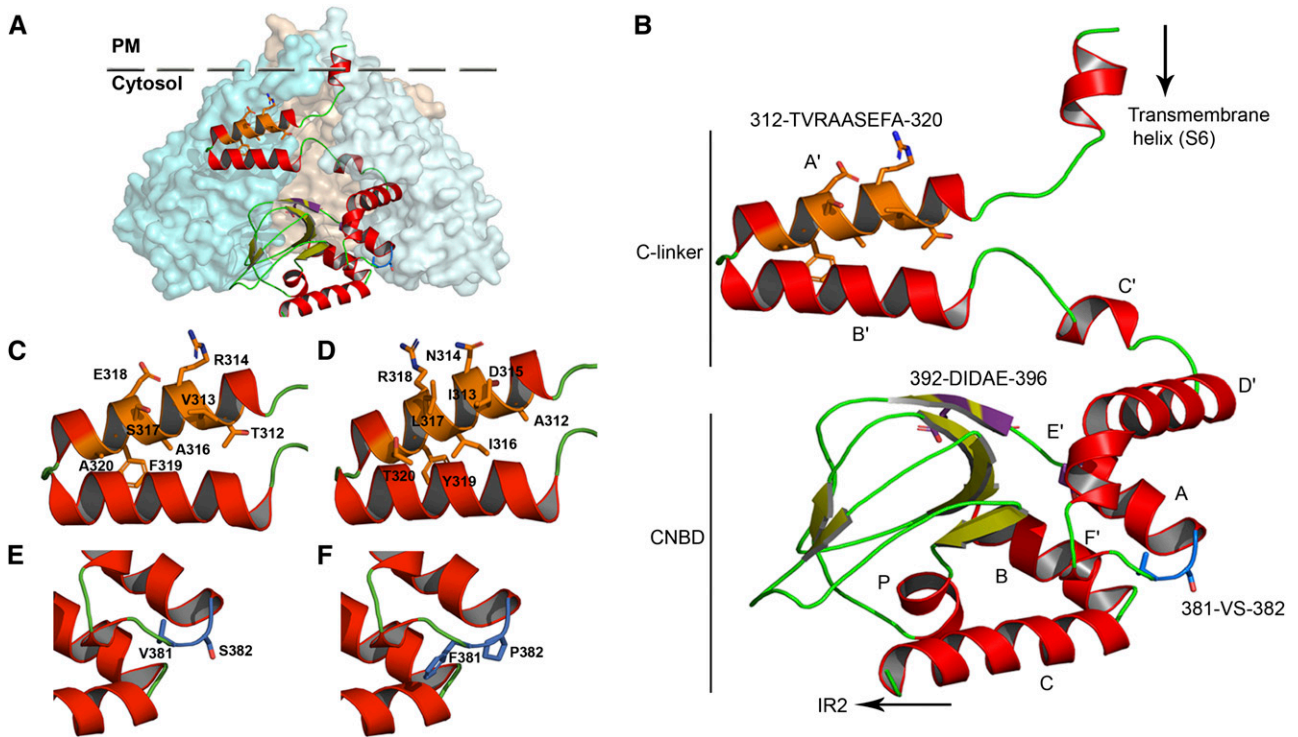 A
PM
Cytosol
B
Transmembrane
helix (S6)
312-TVRAASEFA-320
A'
C-linker
B'
C'
D'
392-DIDAE-396
E'
A
CNBD
F'
B
P
381-VS-382
C
IR2
C
E318
R314
V313
S317
T312
A316
A320
F319
D
N314
R318
D315
I313
L317
A312
I316
T320
Y319
E
V381
S382
F
F381
P382